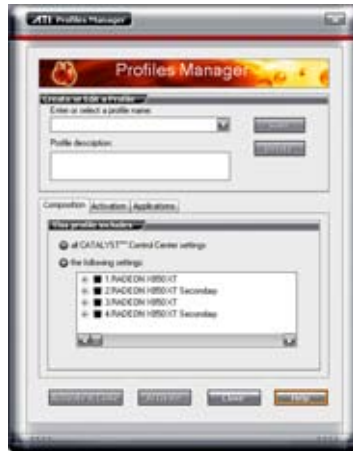 ATI Profiles Manager
Profiles Manager
Create or Edit a Profile
Enter or select a profile name:
Profile description:
Composition Activation Applications
This profile includes
all CATALYST™ Control Center settings
the following settings:
1:RADEON X850 XT
2:RADEON X850 XT Secondary
3:RADEON X850 XT
4:RADEON X850 XT Secondary
Close Help